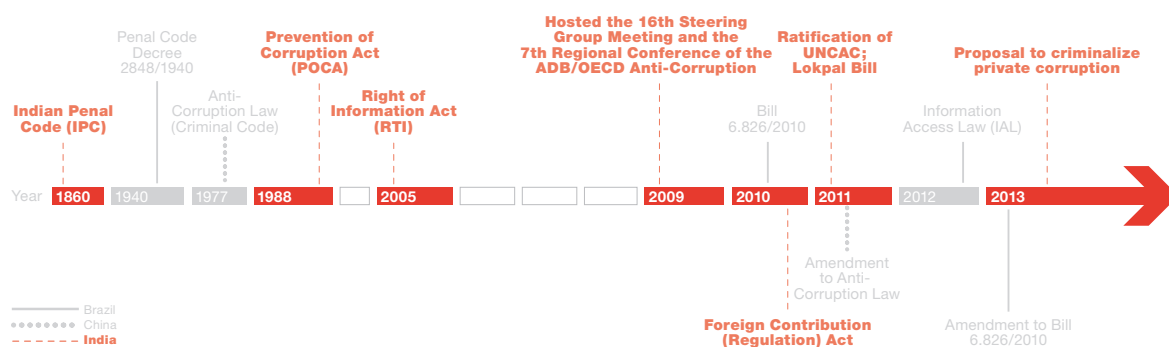 Hosted the 16th Steering
Group Meeting and the
7th Regional Conference of the
ADB/OECD Anti-Corruption
Penal Code
Decree
2848/1940
Prevention of
Corruption Act
(POCA)
Ratification of
UNCAC;
Lokpal Bill
Proposal to criminalize
private corruption
Indian Penal
Code (IPC)
Anti-
Corruption Law
(Criminal Code)
Right of
Information Act
(RTI)
Bill
6.826/2010
Information
Access Law (IAL)
Year
1860
1940
1977
1988
2005
2009
2010
2011
2012
2013
Amendment
to Anti-
Corruption Law
Foreign Contribution
(Regulation) Act
Amendment to Bill
6.826/2010
Brazil
China
India